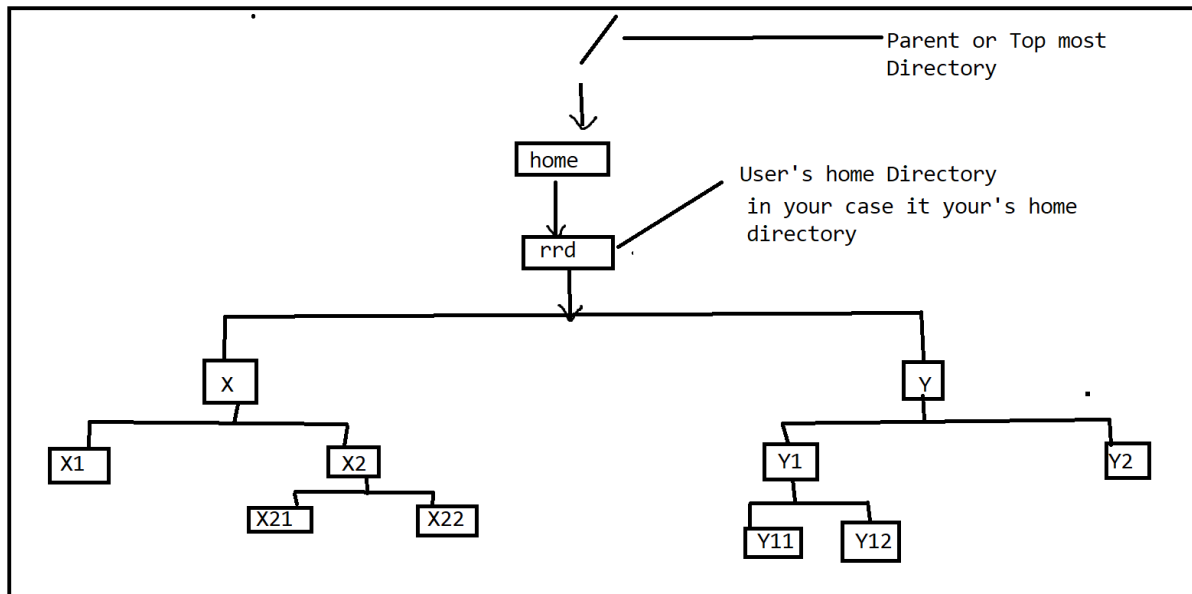 /
Parent or Top most
Directory
home
User's home Directory
in your case it your's home
directory
rrd
X
Y
X1
X2
Y1
Y2
X21
X22
Y11
Y12